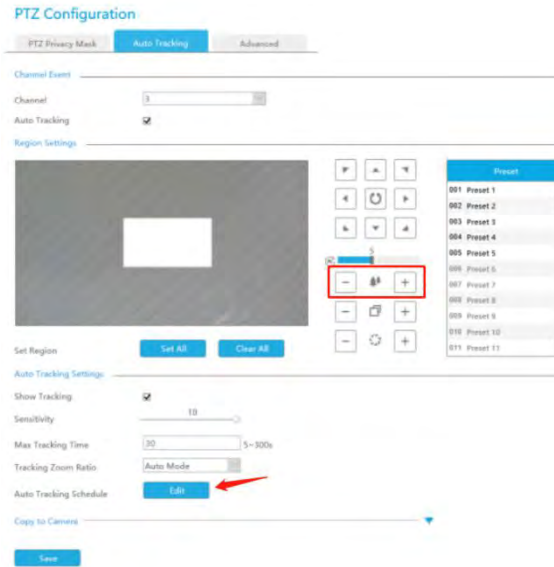 PTZ Configuration
PTZ Privacy Mask Auto Tracking Advanced
Channel Event
Channel 3
Auto Tracking
Region Settings
Preset
001 Preset 1
002 Preset 2
003 Preset 3
004 Preset 4
005 Preset 5
006 Preset 6
007 Preset 7
008 Preset 8
009 Preset 9
010 Preset 10
011 Preset 11
5
Set Region Set All Clear All
Auto Tracking Settings
Show Tracking
Sensitivity 10
Max Tracking Time 30 5~300s
Tracking Zoom Ratio Auto Mode
Auto Tracking Schedule Edit
Copy to Camera
Save